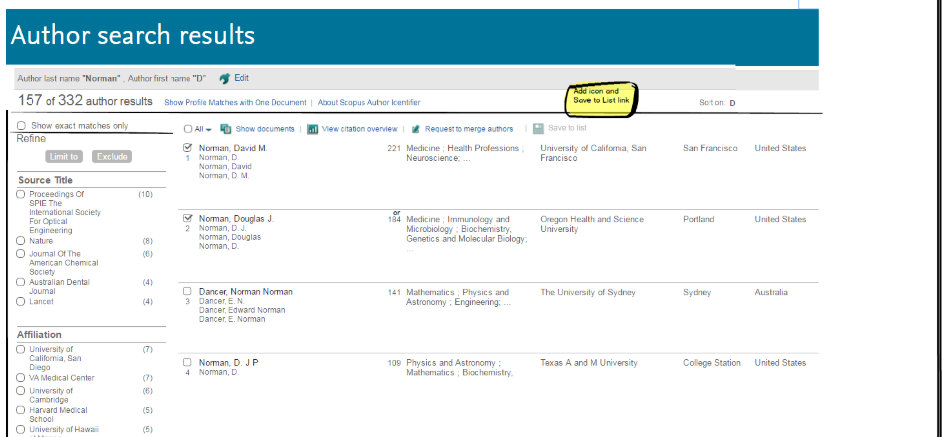 Author search results
Author last name "Norman" , Author first name "D" Edit
157 of 332 author results Show Profile Matches with One Document | About Scopus Author Identifier
Add icon and
Save to List link
Sort on: D
Show exact matches only
All Show documents | View citation overview | Request to merge authors | Save to list
Refine
Limit to Exclude
Source Title
Proceedings Of (10)
SPIE The
International Society
For Optical
Engineering
Nature (8)
Journal Of The (6)
American Chemical
Society
Australian Dental (4)
Journal
Lancet (4)
Affiliation
University of (7)
California, San
Diego
VA Medical Center (7)
University of (6)
Cambridge
Harvard Medical (5)
School
University of Hawaii (5)
1 Norman, David M. 221 Medicine ; Health Professions ; University of California, San San Francisco United States
Norman, D. Neuroscience; ... Francisco
Norman, David
Norman, D. M.
or
2 Norman, Douglas J. 184 Medicine ; Immunology and Oregon Health and Science Portland United States
Norman, D. J. Microbiology ; Biochemistry, University
Norman, Douglas Genetics and Molecular Biology;
Norman, D. ...
3 Dancer, Norman Norman 141 Mathematics ; Physics and The University of Sydney Sydney Australia
Dancer, E. N. Astronomy ; Engineering; ...
Dancer, Edward Norman
Dancer, E. Norman
4 Norman, D. J P 109 Physics and Astronomy ; Texas A and M University College Station United States
Norman, D. Mathematics ; Biochemistry,